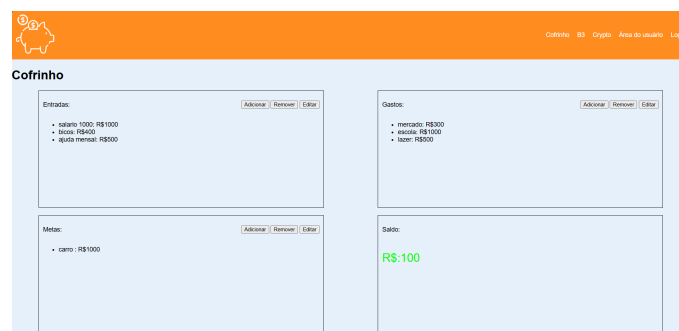 Cofrinho B3 Crypto Área do usuário
Cofrinho
Entradas: Adicionar Remover Editar
salario 1000: R$1000
bicos: R$400
ajuda mensal: R$500
Gastos: Adicionar Remover Editar
mercado: R$300
escola: R$1000
lazer: R$500
Metas: Adicionar Remover Editar
carro : R$1000
Saldo:
R$:100